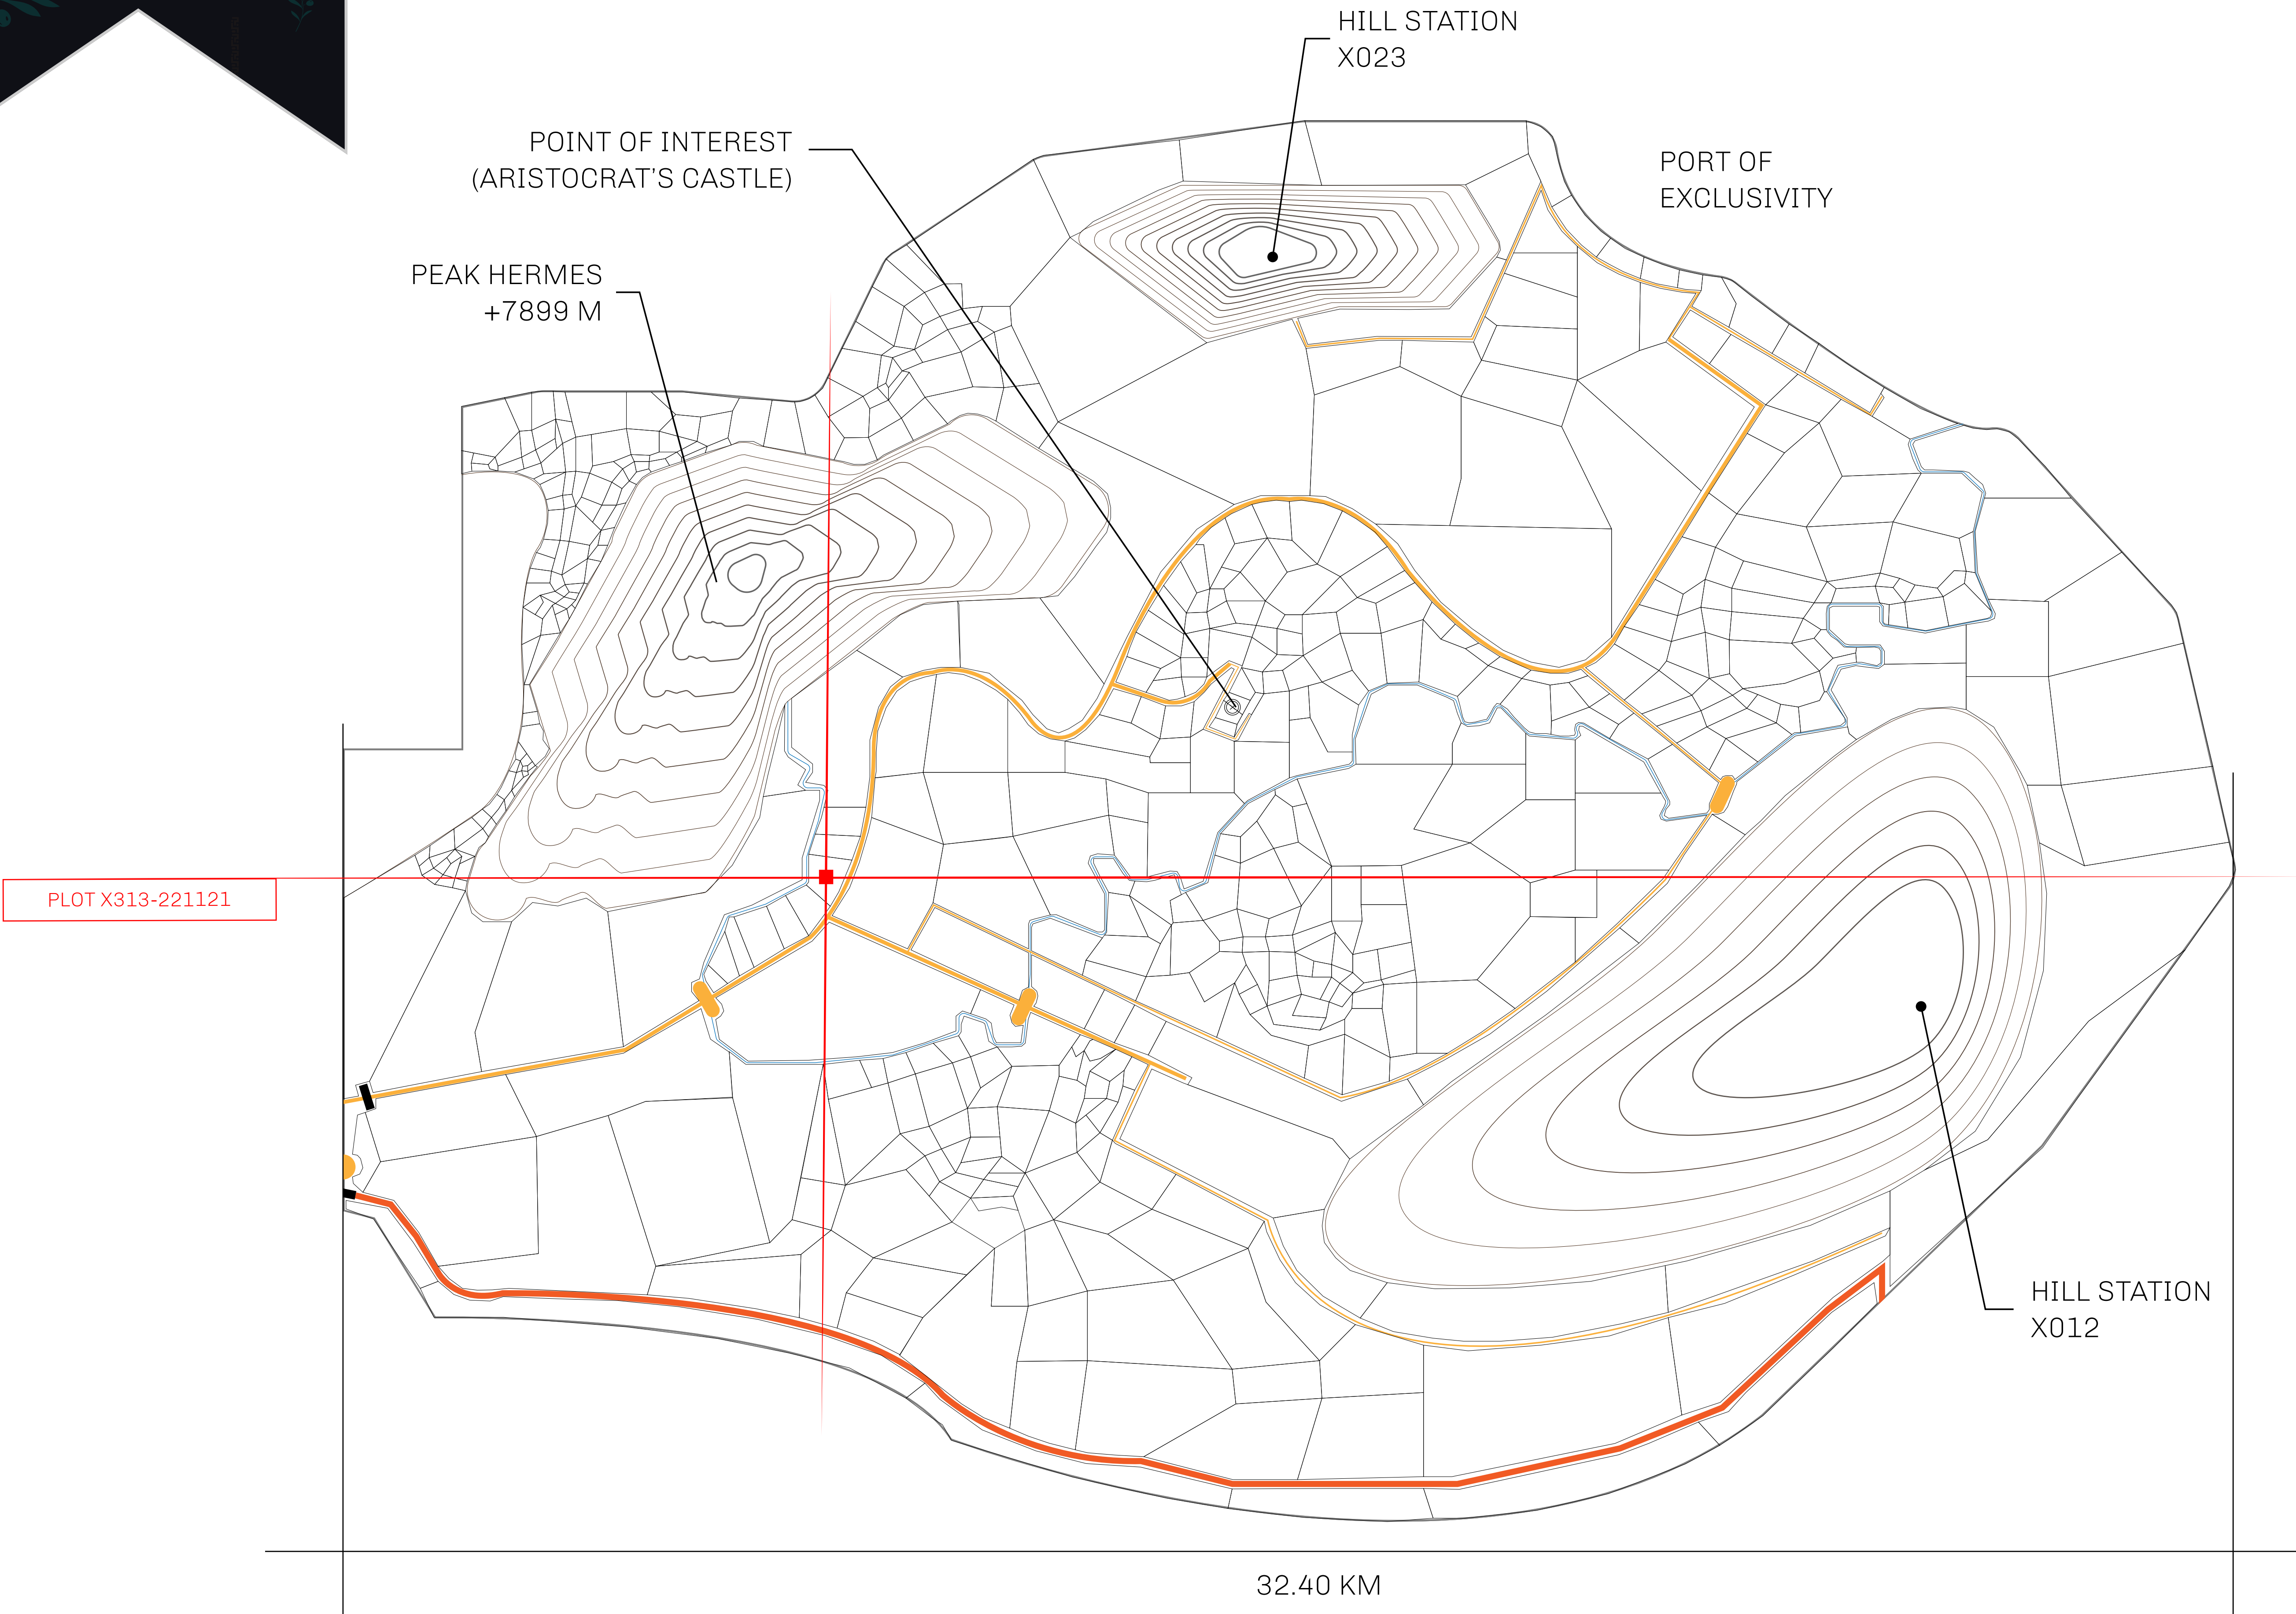 HILL STATION
X023
POINT OF INTEREST
(ARISTOCRAT'S CASTLE)
PORT OF
EXCLUSIVITY
PEAK HERMES
+7899 M
PLOT X313-221121
HILL STATION
X012
32.40 KM